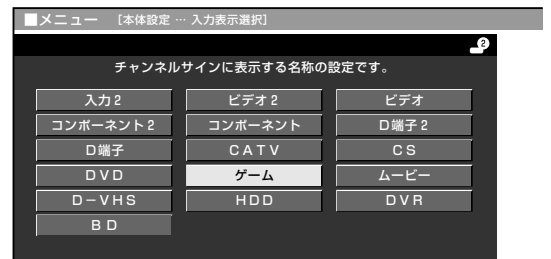 ■メニュー [本体設定 … 入力表示選択]
2
チャンネルサインに表示する名称の設定です。
入力2 ビデオ2 ビデオ
コンポーネント2 コンポーネント D端子2
D端子 CATV CS
DVD ゲーム ムービー
D－VHS HDD DVR
BD